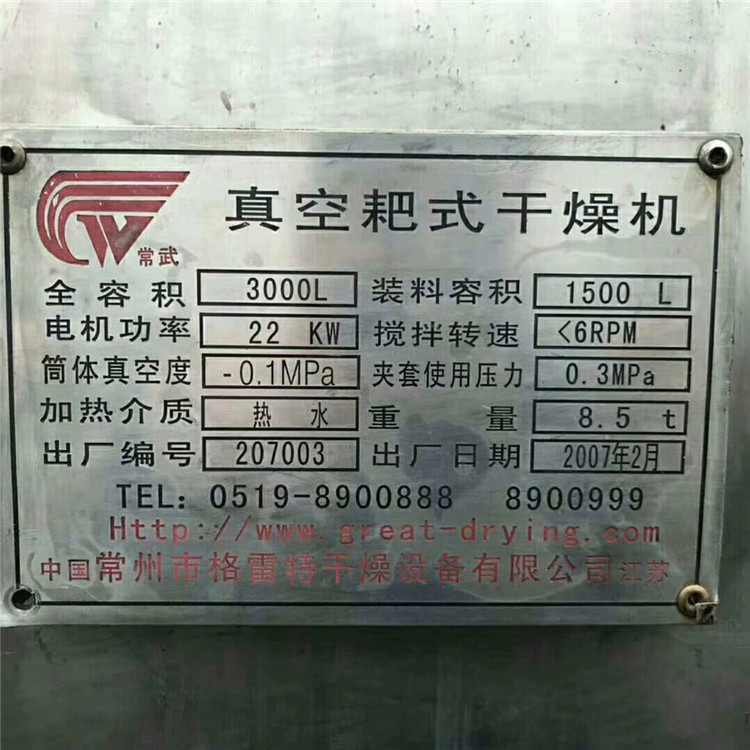 真空耙式干燥机
常武
全容积 3000L 装料容积 1500 L
电机功率 22 KW 搅拌转速 <6RPM
筒体真空度 -0.1MPa 夹套使用压力 0.3MPa
加热介质 热水 重量 8.5 t
出厂编号 207003 出厂日期 2007年2月
TEL: 0519-8900888 8900999
Http://www.great-drying.com
中国常州市格雷特干燥设备有限公司江苏